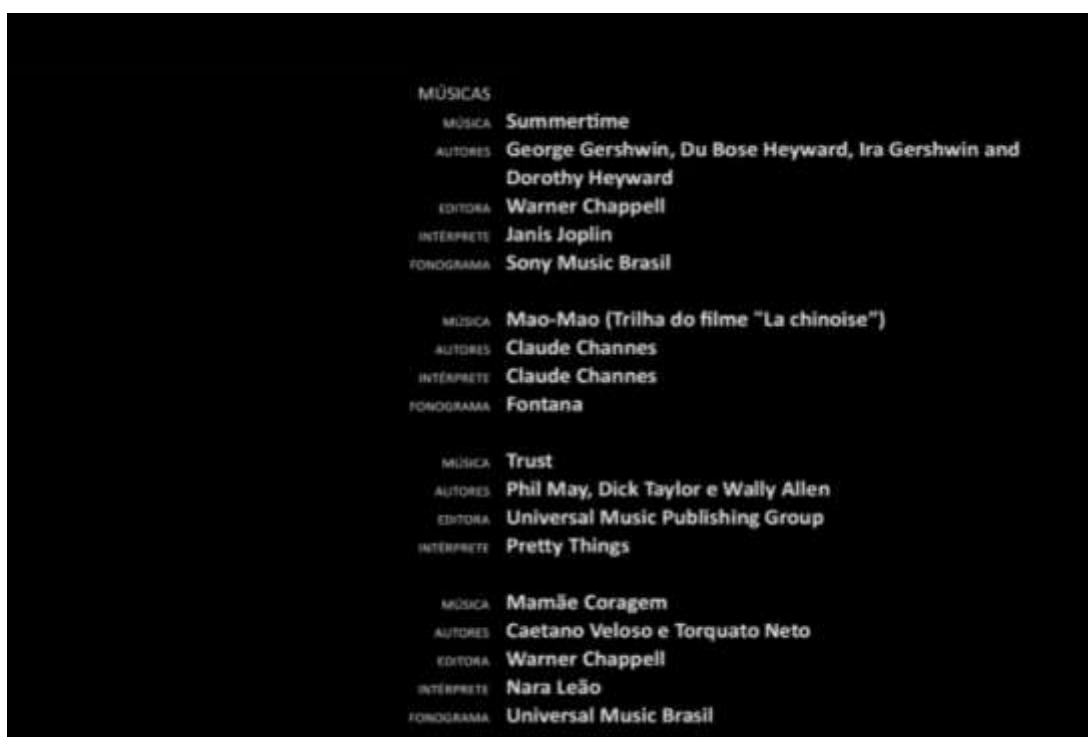 MÚSICAS
MÚSICA Summertime
AUTORES George Gershwin, Du Bose Heyward, Ira Gershwin and
Dorothy Heyward
EDITORA Warner Chappell
INTÉRPRETE Janis Joplin
FONOGRAMA Sony Music Brasil
MÚSICA Mao-Mao (Trilha do filme "La chinoise")
AUTORES Claude Channes
INTÉRPRETE Claude Channes
FONOGRAMA Fontana
MÚSICA Trust
AUTORES Phil May, Dick Taylor e Wally Allen
EDITORA Universal Music Publishing Group
INTÉRPRETE Pretty Things
MÚSICA Mamãe Coragem
AUTORES Caetano Veloso e Torquato Neto
EDITORA Warner Chappell
INTÉRPRETE Nara Leão
FONOGRAMA Universal Music Brasil